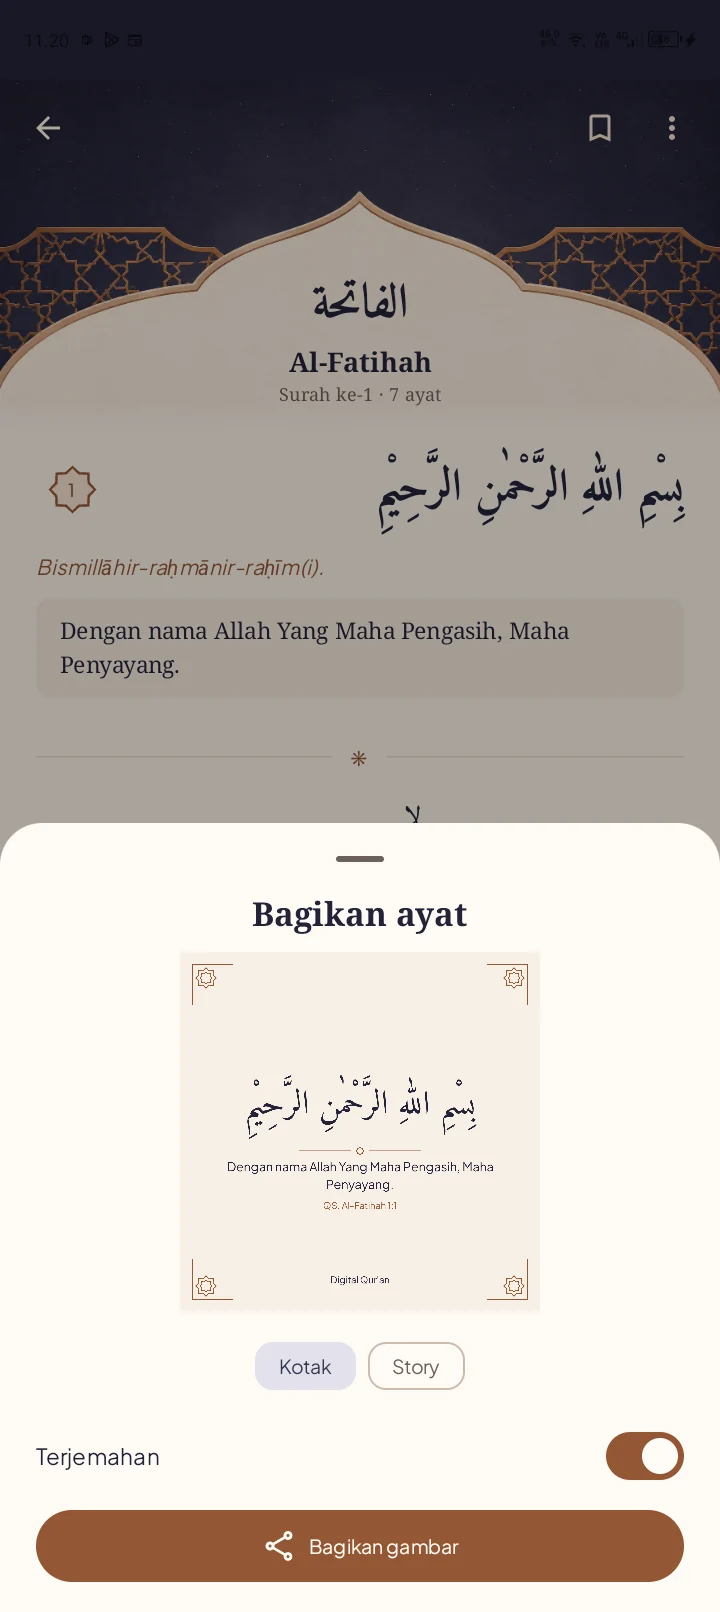 11.20
الفاتحة
Al-Fatihah
Surah ke-1 · 7 ayat
1
بِسْمِ اللّٰهِ الرَّحْمٰنِ الرَّحِيْمِ
Bismillāhir-raḥmānir-raḥīm(i).
Dengan nama Allah Yang Maha Pengasih, Maha
Penyayang.
Bagikan ayat
بِسْمِ اللّٰهِ الرَّحْمٰنِ الرَّحِيْمِ
Dengan nama Allah Yang Maha Pengasih, Maha
Penyayang.
QS. Al-Fatihah 1:1
Digital Qur'an
Kotak
Story
Terjemahan
Bagikan gambar